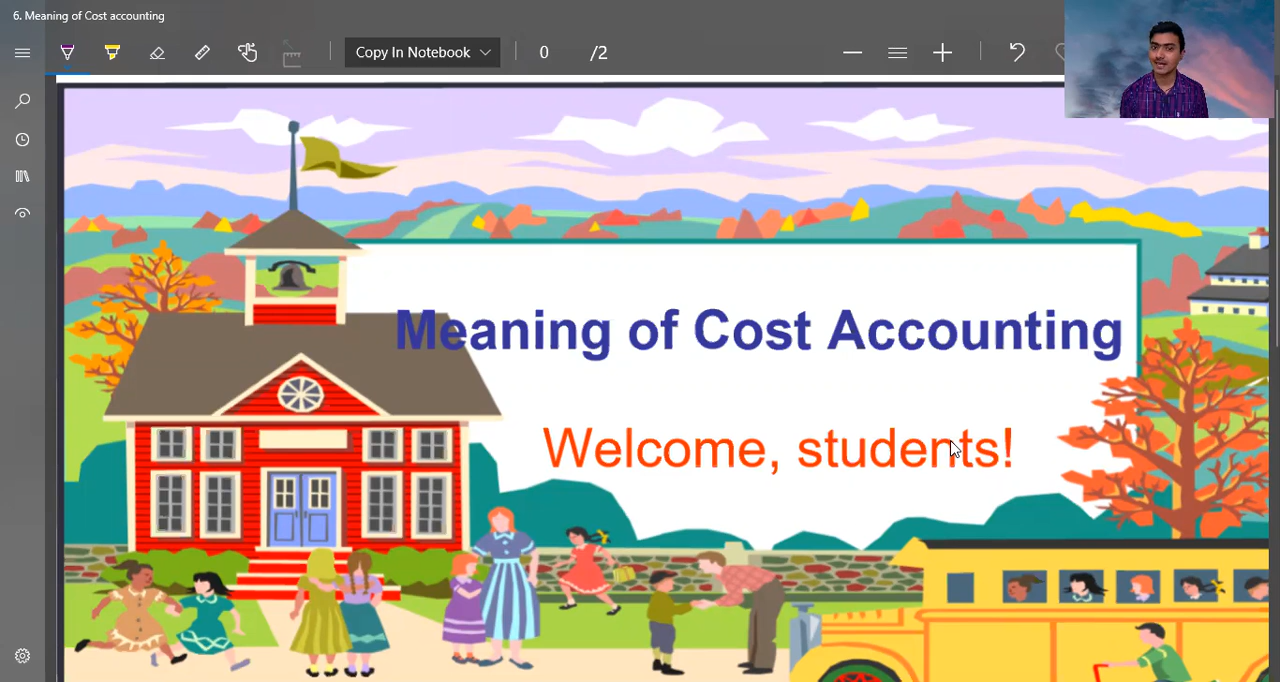 6. Meaning of Cost accounting
Copy In Notebook
0 /2
Meaning of Cost Accounting
Welcome, students!